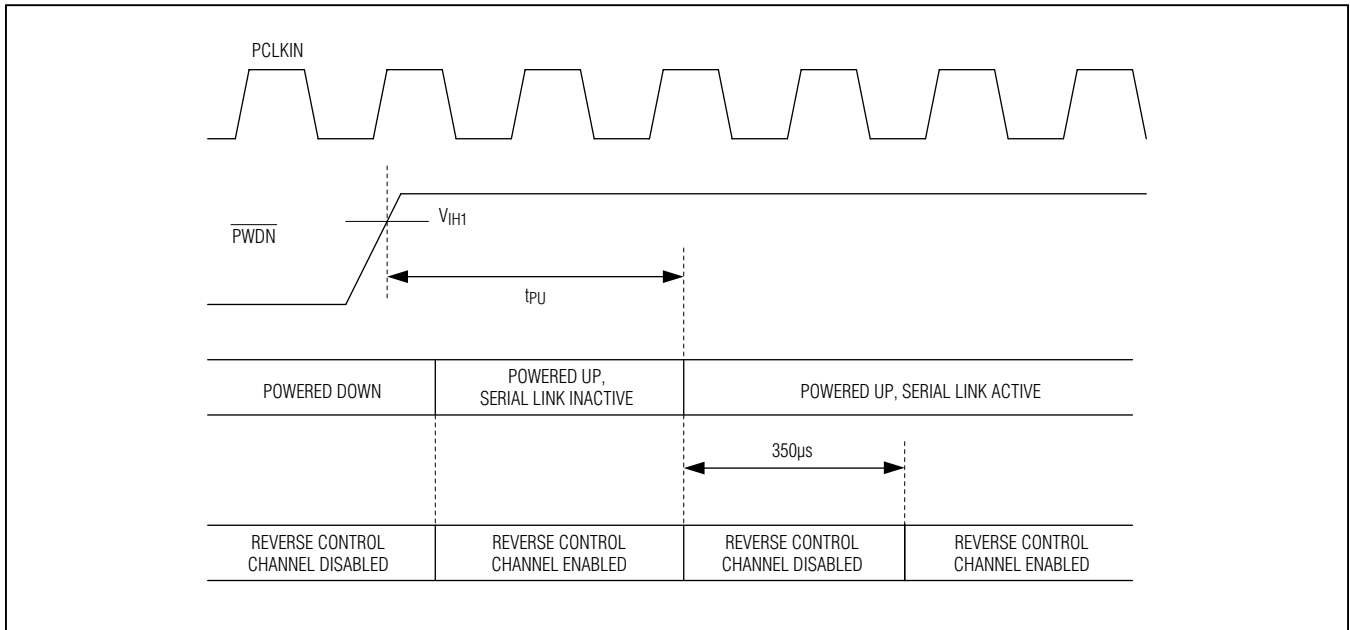 PCLKIN
VIH1
PWDN
tPU
POWERED DOWN
POWERED UP,
SERIAL LINK INACTIVE
POWERED UP, SERIAL LINK ACTIVE
350µs
REVERSE CONTROL
CHANNEL DISABLED
REVERSE CONTROL
CHANNEL ENABLED
REVERSE CONTROL
CHANNEL DISABLED
REVERSE CONTROL
CHANNEL ENABLED